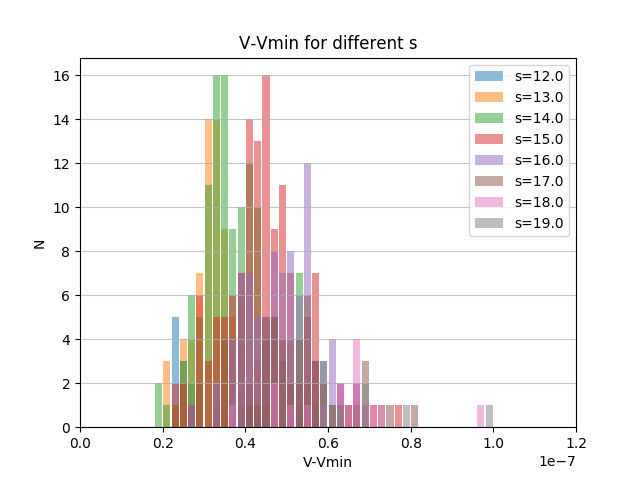 V-Vmin for different s
16
14
12
10
8
6
4
2
0
N
s=12.0
s=13.0
s=14.0
s=15.0
s=16.0
s=17.0
s=18.0
s=19.0
0.0 0.2 0.4 0.6 0.8 1.0 1.2
1e−7
V-Vmin